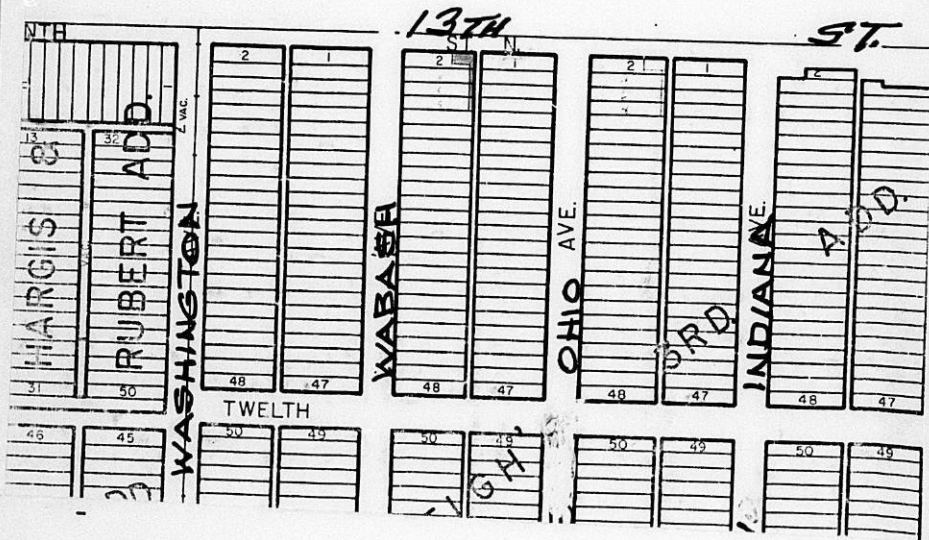 13TH ST.
NTH
ST. N.
2 1 2 1 2 1 2
VAC.
13 32
HARGIS &
RUBERT ADD.
WASHINGTON
WABASH
OHIO AVE.
INDIANA AVE.
3RD.
ADD.
31 50 48 47 48 47 48 47 48 47
TWELTH
46 45 50 49 50 49 50 49 50 49